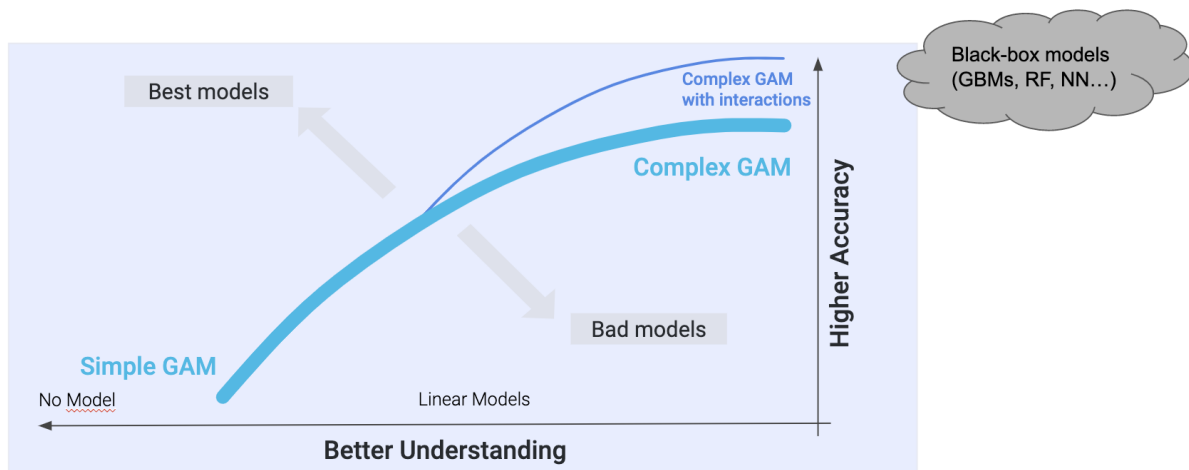 Black-box models
(GBMs, RF, NN...)
Best models
Complex GAM
with interactions
Complex GAM
Higher Accuracy
Bad models
Simple GAM
No Model
Linear Models
Better Understanding